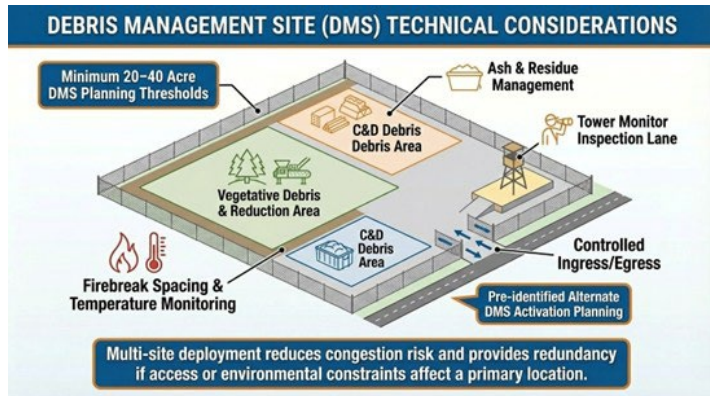 DEBRIS MANAGEMENT SITE (DMS) TECHNICAL CONSIDERATIONS
Minimum 20–40 Acre
DMS Planning Thresholds
Ash & Residue
Management
C&D Debris
Debris Area
Tower Monitor
Inspection Lane
Vegetative Debris
& Reduction Area
C&D
Debris
Area
Controlled
Ingress/Egress
Firebreak Spacing &
Temperature Monitoring
Pre-identified Alternate
DMS Activation Planning
Multi-site deployment reduces congestion risk and provides redundancy
if access or environmental constraints affect a primary location.